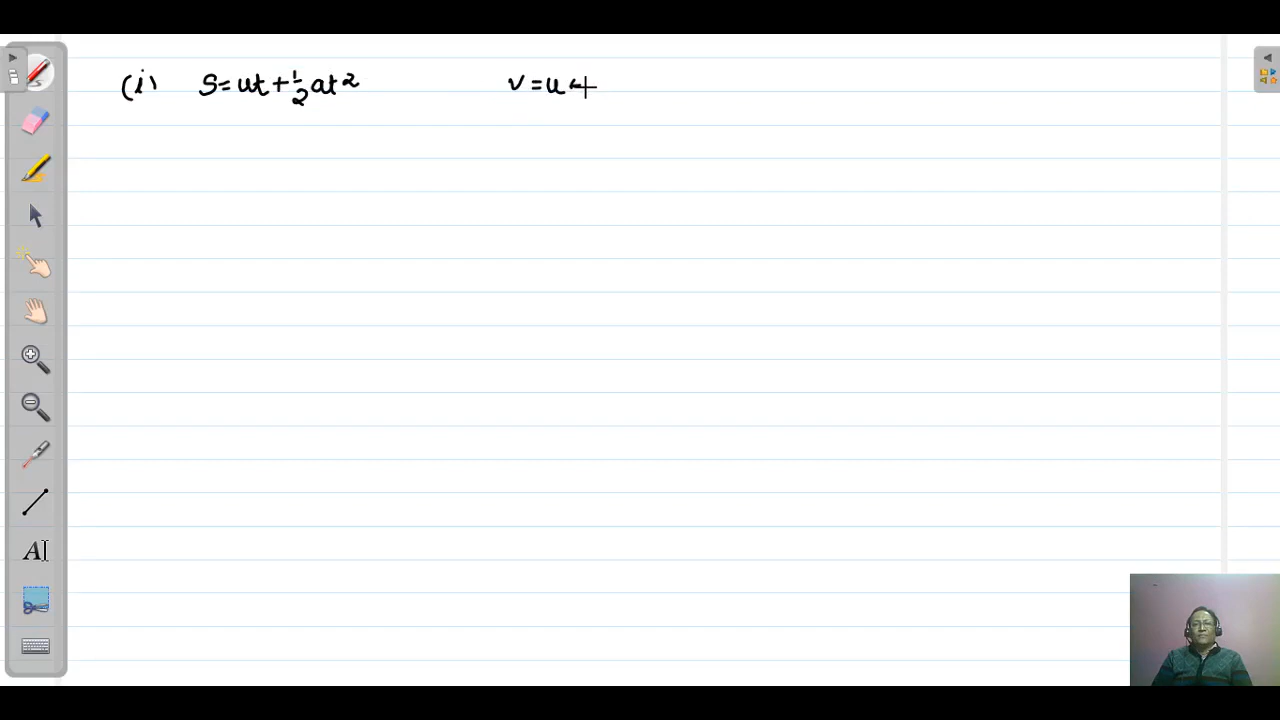 (i) S=ut+½at² v=u+